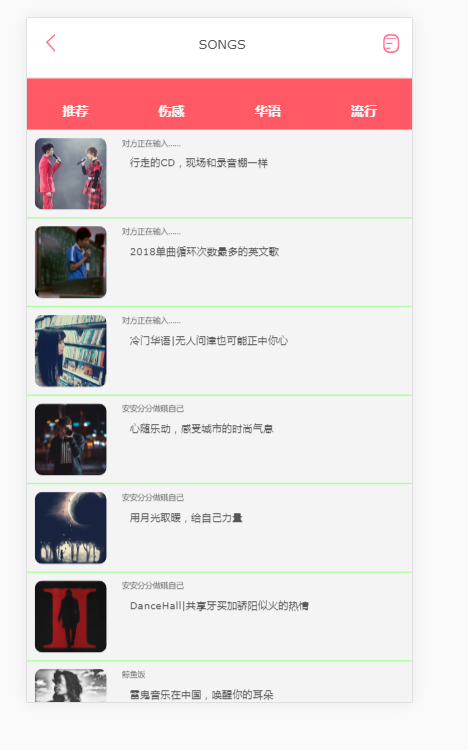 SONGS
推荐 伤感 华语 流行
对方正在输入......
行走的CD，现场和录音棚一样
对方正在输入......
2018单曲循环次数最多的英文歌
对方正在输入......
冷门华语|无人问津也可能正中你心
安安分分做瞋自己
心随乐动，感受城市的时尚气息
安安分分做瞋自己
用月光取暖，给自己力量
安安分分做瞋自己
DanceHall|共享牙买加骄阳似火的热情
鲸鱼饭
雷鬼音乐在中国，唤醒你的耳朵